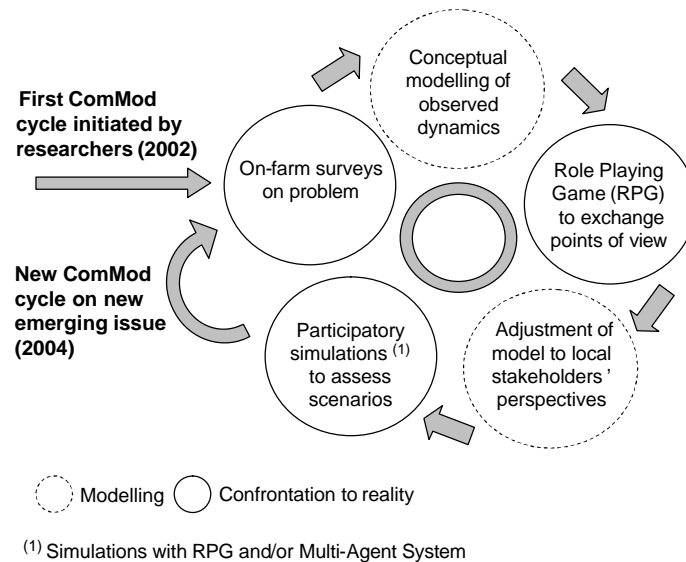 Conceptual
modelling of
observed
dynamics
First ComMod
cycle initiated by
researchers (2002)
On-farm surveys
on problem
Role Playing
Game (RPG)
to exchange
points of view
New ComMod
cycle on new
emerging issue
(2004)
Participatory
simulations (1)
to assess
scenarios
Adjustment of
model to local
stakeholders ’
perspectives
Modelling
Confrontation to reality
(1) Simulations with RPG and/or Multi-Agent System